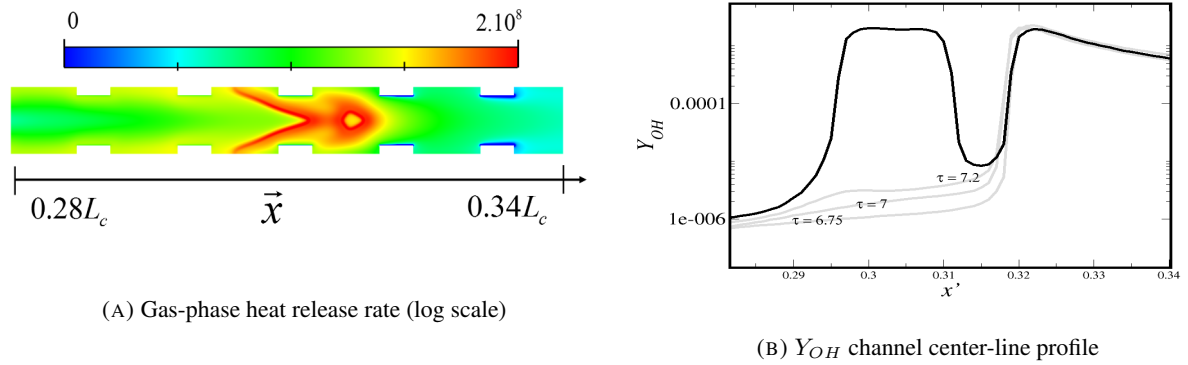 0 2.10⁸
0.28L_c x⃗ 0.34L_c
(A) Gas-phase heat release rate (log scale)
Y_OH
0.0001
1e-006
τ = 7.2
τ = 7
τ = 6.75
0.29 0.3 0.31 0.32 0.33 0.34
x'
(B) Y_OH channel center-line profile